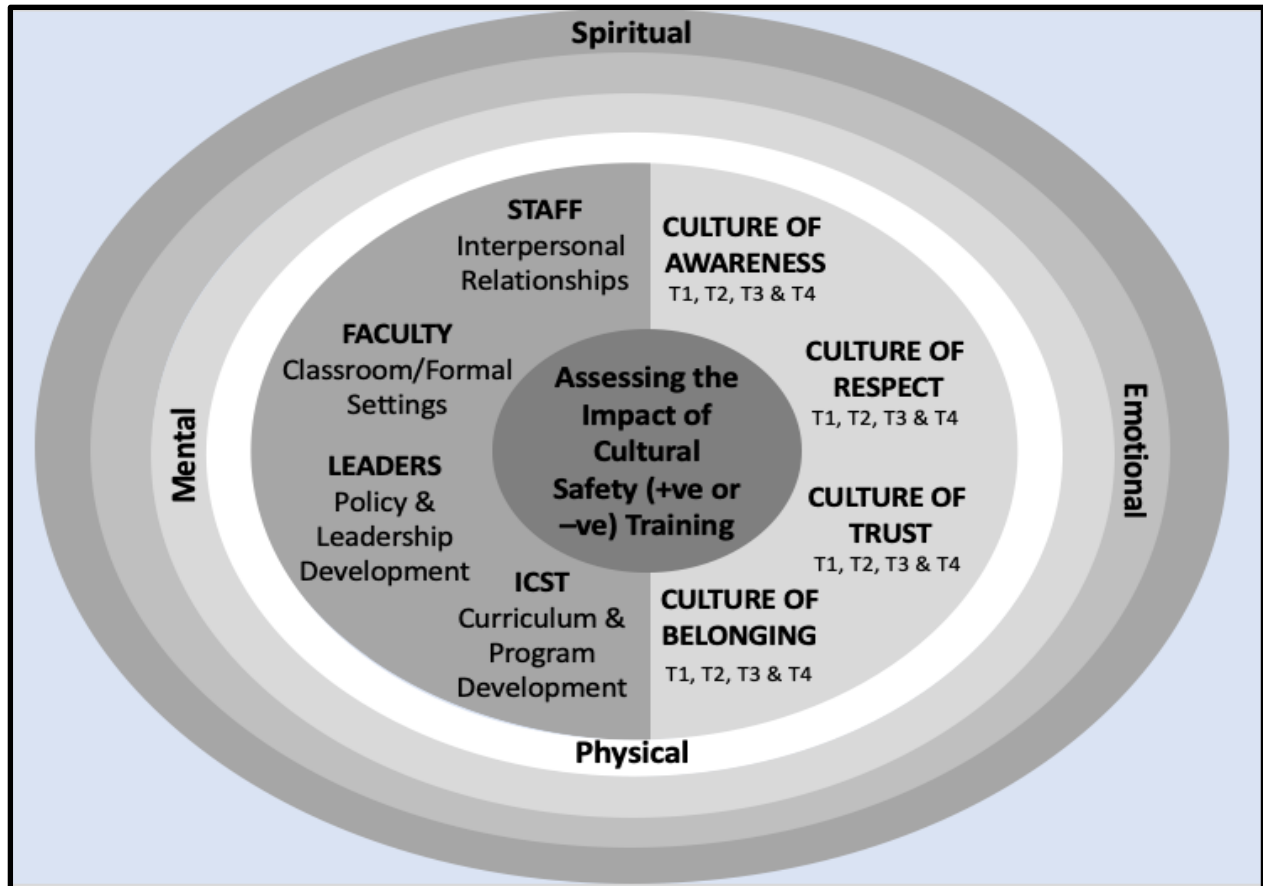 Spiritual
STAFF
Interpersonal
Relationships
FACULTY
Classroom/Formal
Settings
LEADERS
Policy &
Leadership
Development
ICST
Curriculum &
Program
Development
Assessing the
Impact of
Cultural
Safety (+ve or
–ve) Training
CULTURE OF
AWARENESS
T1, T2, T3 & T4
CULTURE OF
RESPECT
T1, T2, T3 & T4
CULTURE OF
TRUST
T1, T2, T3 & T4
CULTURE OF
BELONGING
T1, T2, T3 & T4
Mental
Emotional
Physical